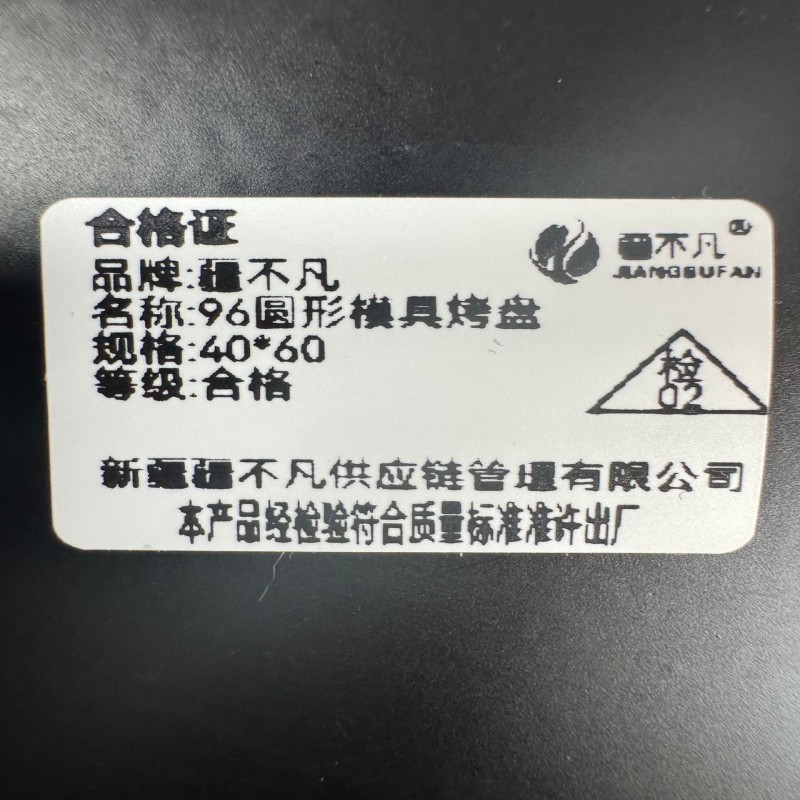 合格证
疆不凡®
JIANGBUFAN
品牌:疆不凡
名称:96圆形模具烤盘
规格:40*60
等级:合格
检
02
新疆疆不凡供应链管理有限公司
本产品经检验符合质量标准准许出厂